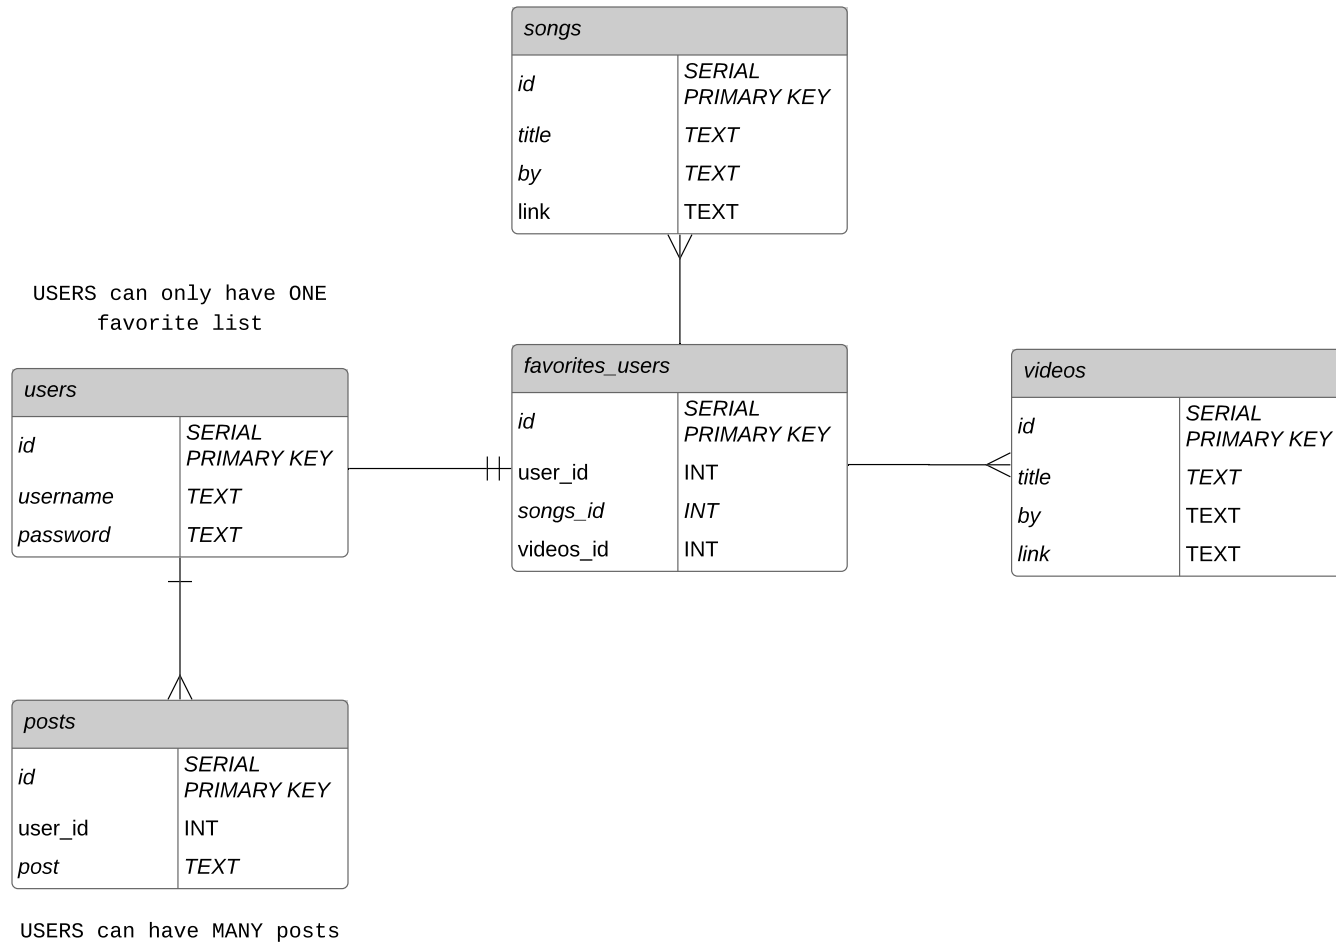 songs
id
SERIAL
PRIMARY KEY
title TEXT
by TEXT
link TEXT
USERS can only have ONE
favorite list
users
id
SERIAL
PRIMARY KEY
username TEXT
password TEXT
favorites_users
id
SERIAL
PRIMARY KEY
user_id INT
songs_id INT
videos_id INT
videos
id
SERIAL
PRIMARY KEY
title TEXT
by TEXT
link TEXT
posts
id
SERIAL
PRIMARY KEY
user_id INT
post TEXT
USERS can have MANY posts